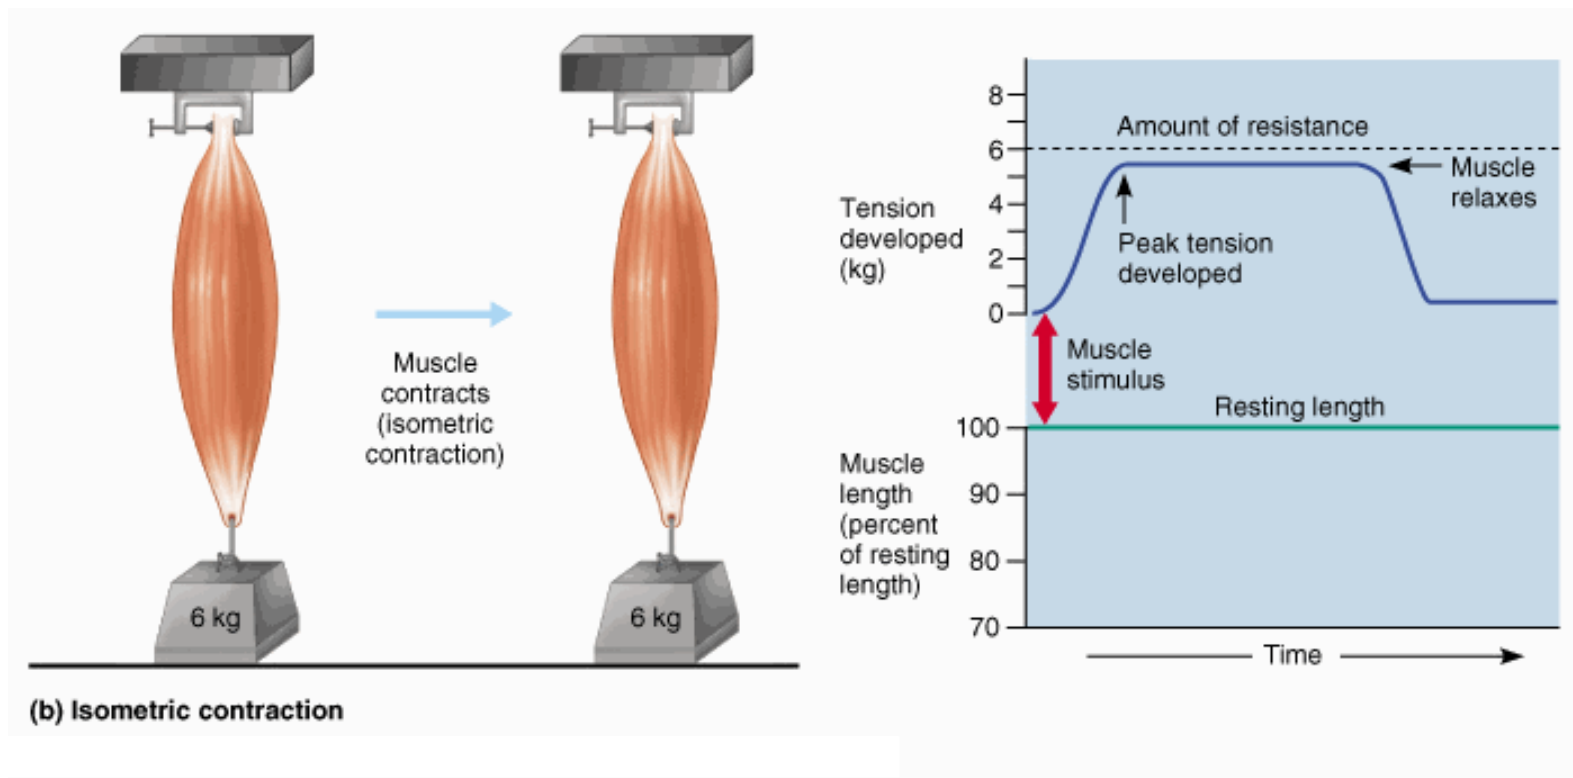 Muscle
contracts
(isometric
contraction)
6 kg
6 kg
(b) Isometric contraction
8
6
4
2
0
Tension
developed
(kg)
Amount of resistance
Muscle
relaxes
Peak tension
developed
Muscle
stimulus
Resting length
100
90
80
70
Muscle
length
(percent
of resting
length)
Time